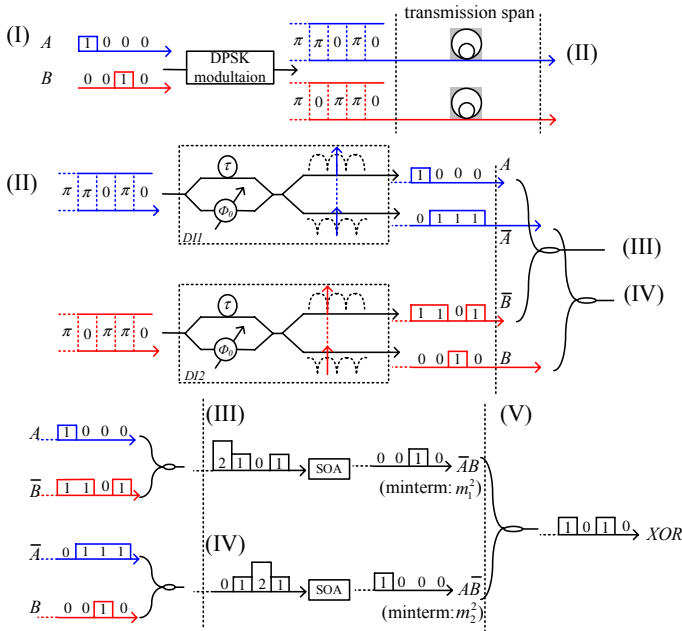 (I)
A 1 0 0 0
B 0 0 1 0
DPSK
modultaion
π π 0 π 0
π 0 π π 0
transmission span
(II)
(II)
π π 0 π 0
τ
Φ₀
DI1
1 0 0 0 A
0 1 1 1 A̅
(III)
(IV)
π 0 π π 0
τ
Φ₀
DI2
1 1 0 1 B̅
0 0 1 0 B
(III)
(V)
A 1 0 0 0
B̅ 1 1 0 1
2 1 0 1
SOA
0 0 1 0 A̅B
(minterm: m₁²)
1 0 1 0 XOR
(IV)
A̅ 0 1 1 1
B 0 0 1 0
0 1 2 1
SOA
1 0 0 0 AB̅
(minterm: m₂²)